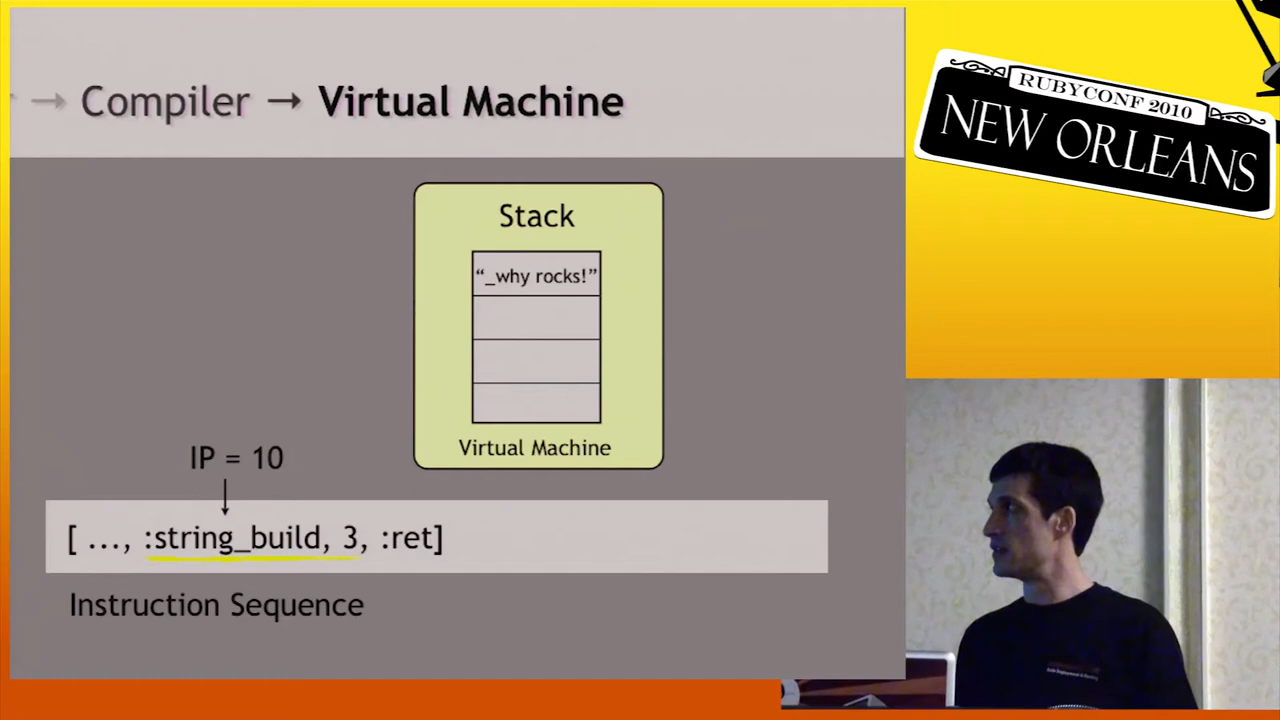 → Compiler → Virtual Machine
Stack
“_why rocks!”
Virtual Machine
IP = 10
[ ..., :string_build, 3, :ret]
Instruction Sequence
RUBYCONF 2010
NEW ORLEANS